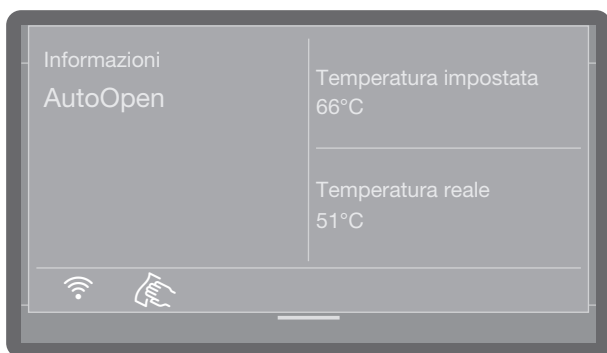 Informazioni
AutoOpen
Temperatura impostata
66°C
Temperatura reale
51°C